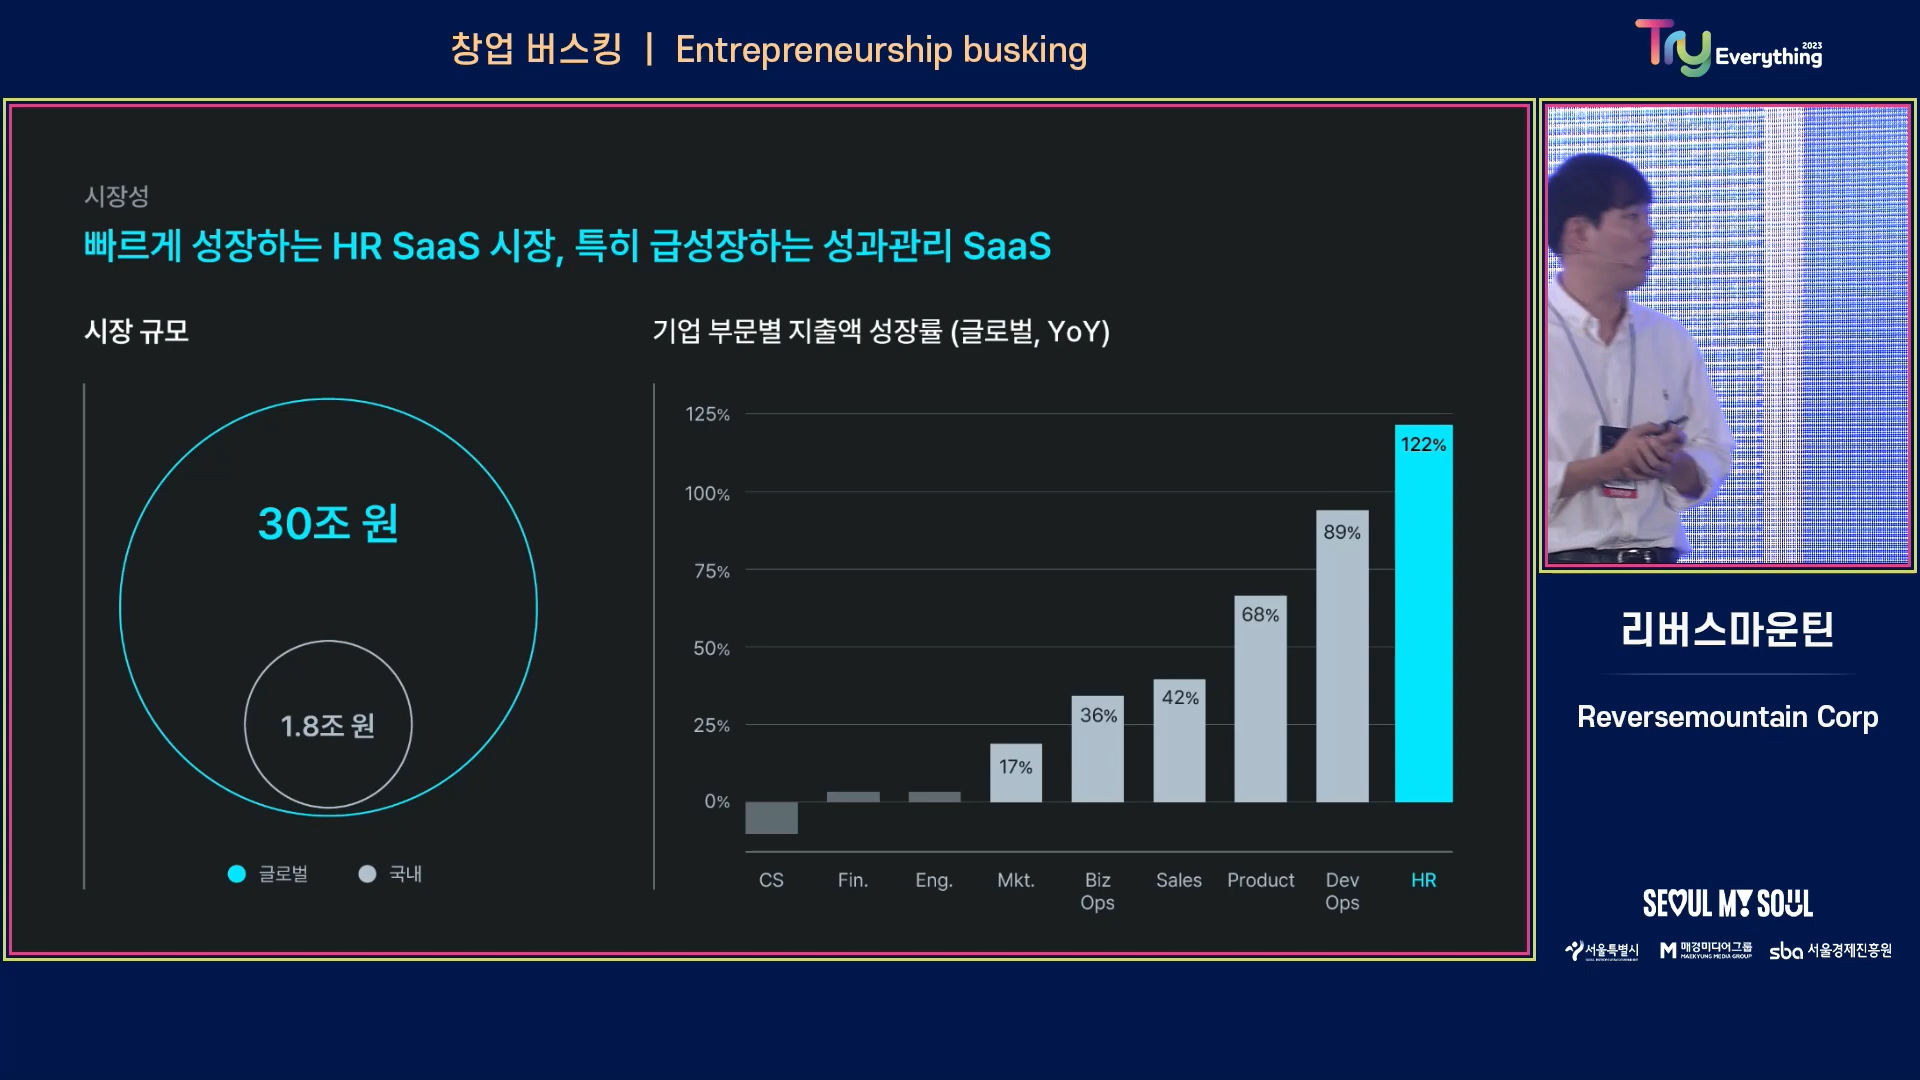 창업 버스킹 | Entrepreneurship busking
Try Everything 2023
시장성
빠르게 성장하는 HR SaaS 시장, 특히 급성장하는 성과관리 SaaS
시장 규모
30조 원
1.8조 원
글로벌 국내
기업 부문별 지출액 성장률 (글로벌, YoY)
125%
100%
75%
50%
25%
0%
17%
36%
42%
68%
89%
122%
CS Fin. Eng. Mkt. Biz Ops Sales Product Dev Ops HR
리버스마운틴
Reversemountain Corp
SEOUL MY SOUL
서울특별시 매경미디어그룹 MAEKYUNG MEDIA GROUP sba 서울경제진흥원